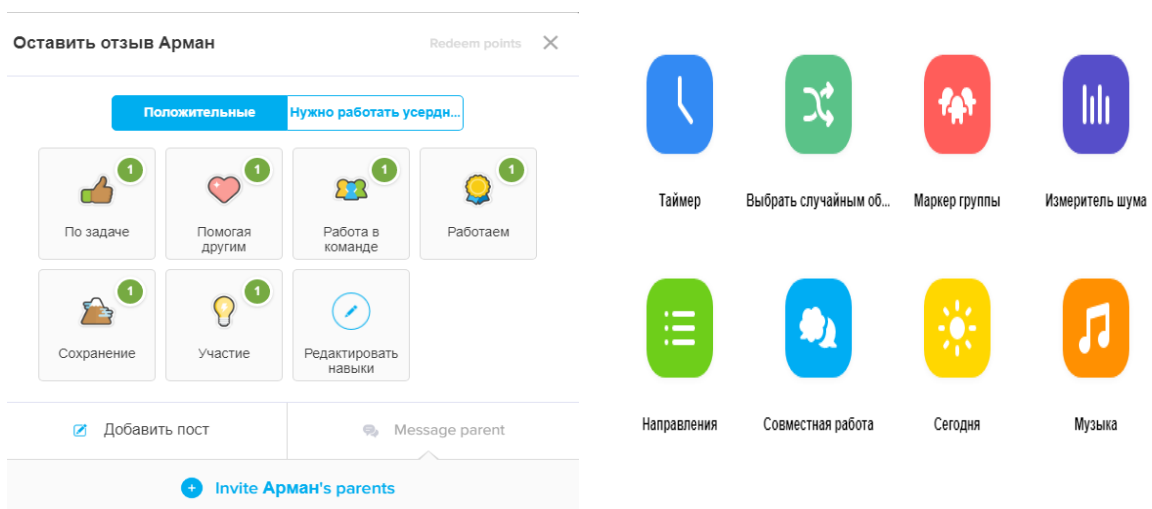 Оставить отзыв Арман
Redeem points
Положительные
Нужно работать усердн...
1
1
1
1
По задаче
Помогая
другим
Работа в
команде
Работаем
1
1
Сохранение
Участие
Редактировать
навыки
Добавить пост
Message parent
Invite Арман's parents
Таймер
Выбрать случайным об...
Маркер группы
Измеритель шума
Направления
Совместная работа
Сегодня
Музыка